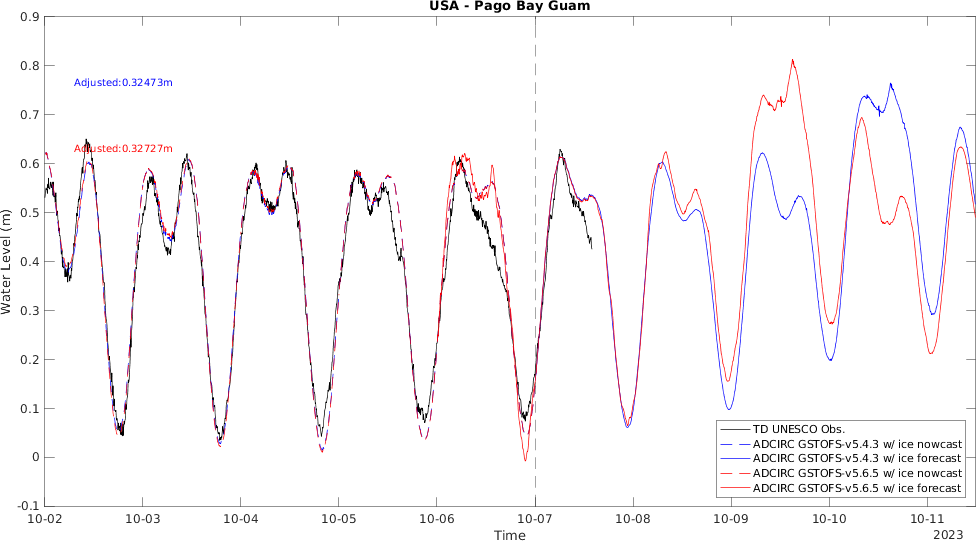 USA - Pago Bay Guam
0.9
0.8
0.7
0.6
0.5
0.4
0.3
0.2
0.1
0
-0.1
Water Level (m)
Adjusted:0.32473m
Adjusted:0.32727m
TD UNESCO Obs.
ADCIRC GSTOFS-v5.4.3 w/ ice nowcast
ADCIRC GSTOFS-v5.4.3 w/ ice forecast
ADCIRC GSTOFS-v5.6.5 w/ ice nowcast
ADCIRC GSTOFS-v5.6.5 w/ ice forecast
10-02 10-03 10-04 10-05 10-06 10-07 10-08 10-09 10-10 10-11
Time
2023